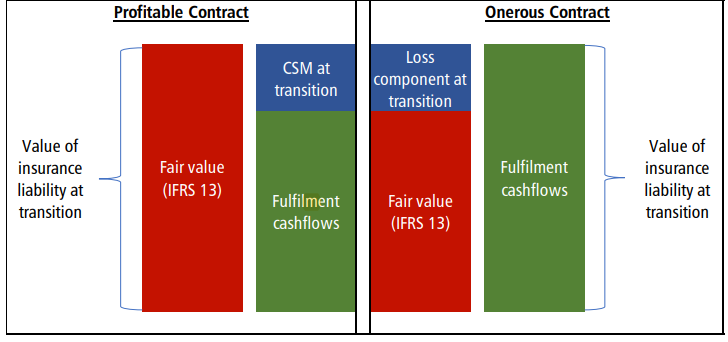 Profitable Contract
Value of
insurance
liability at
transition
Fair value
(IFRS 13)
CSM at
transition
Fulfilment
cashflows
Onerous Contract
Loss
component at
transition
Fair value
(IFRS 13)
Fulfilment
cashflows
Value of
insurance
liability at
transition